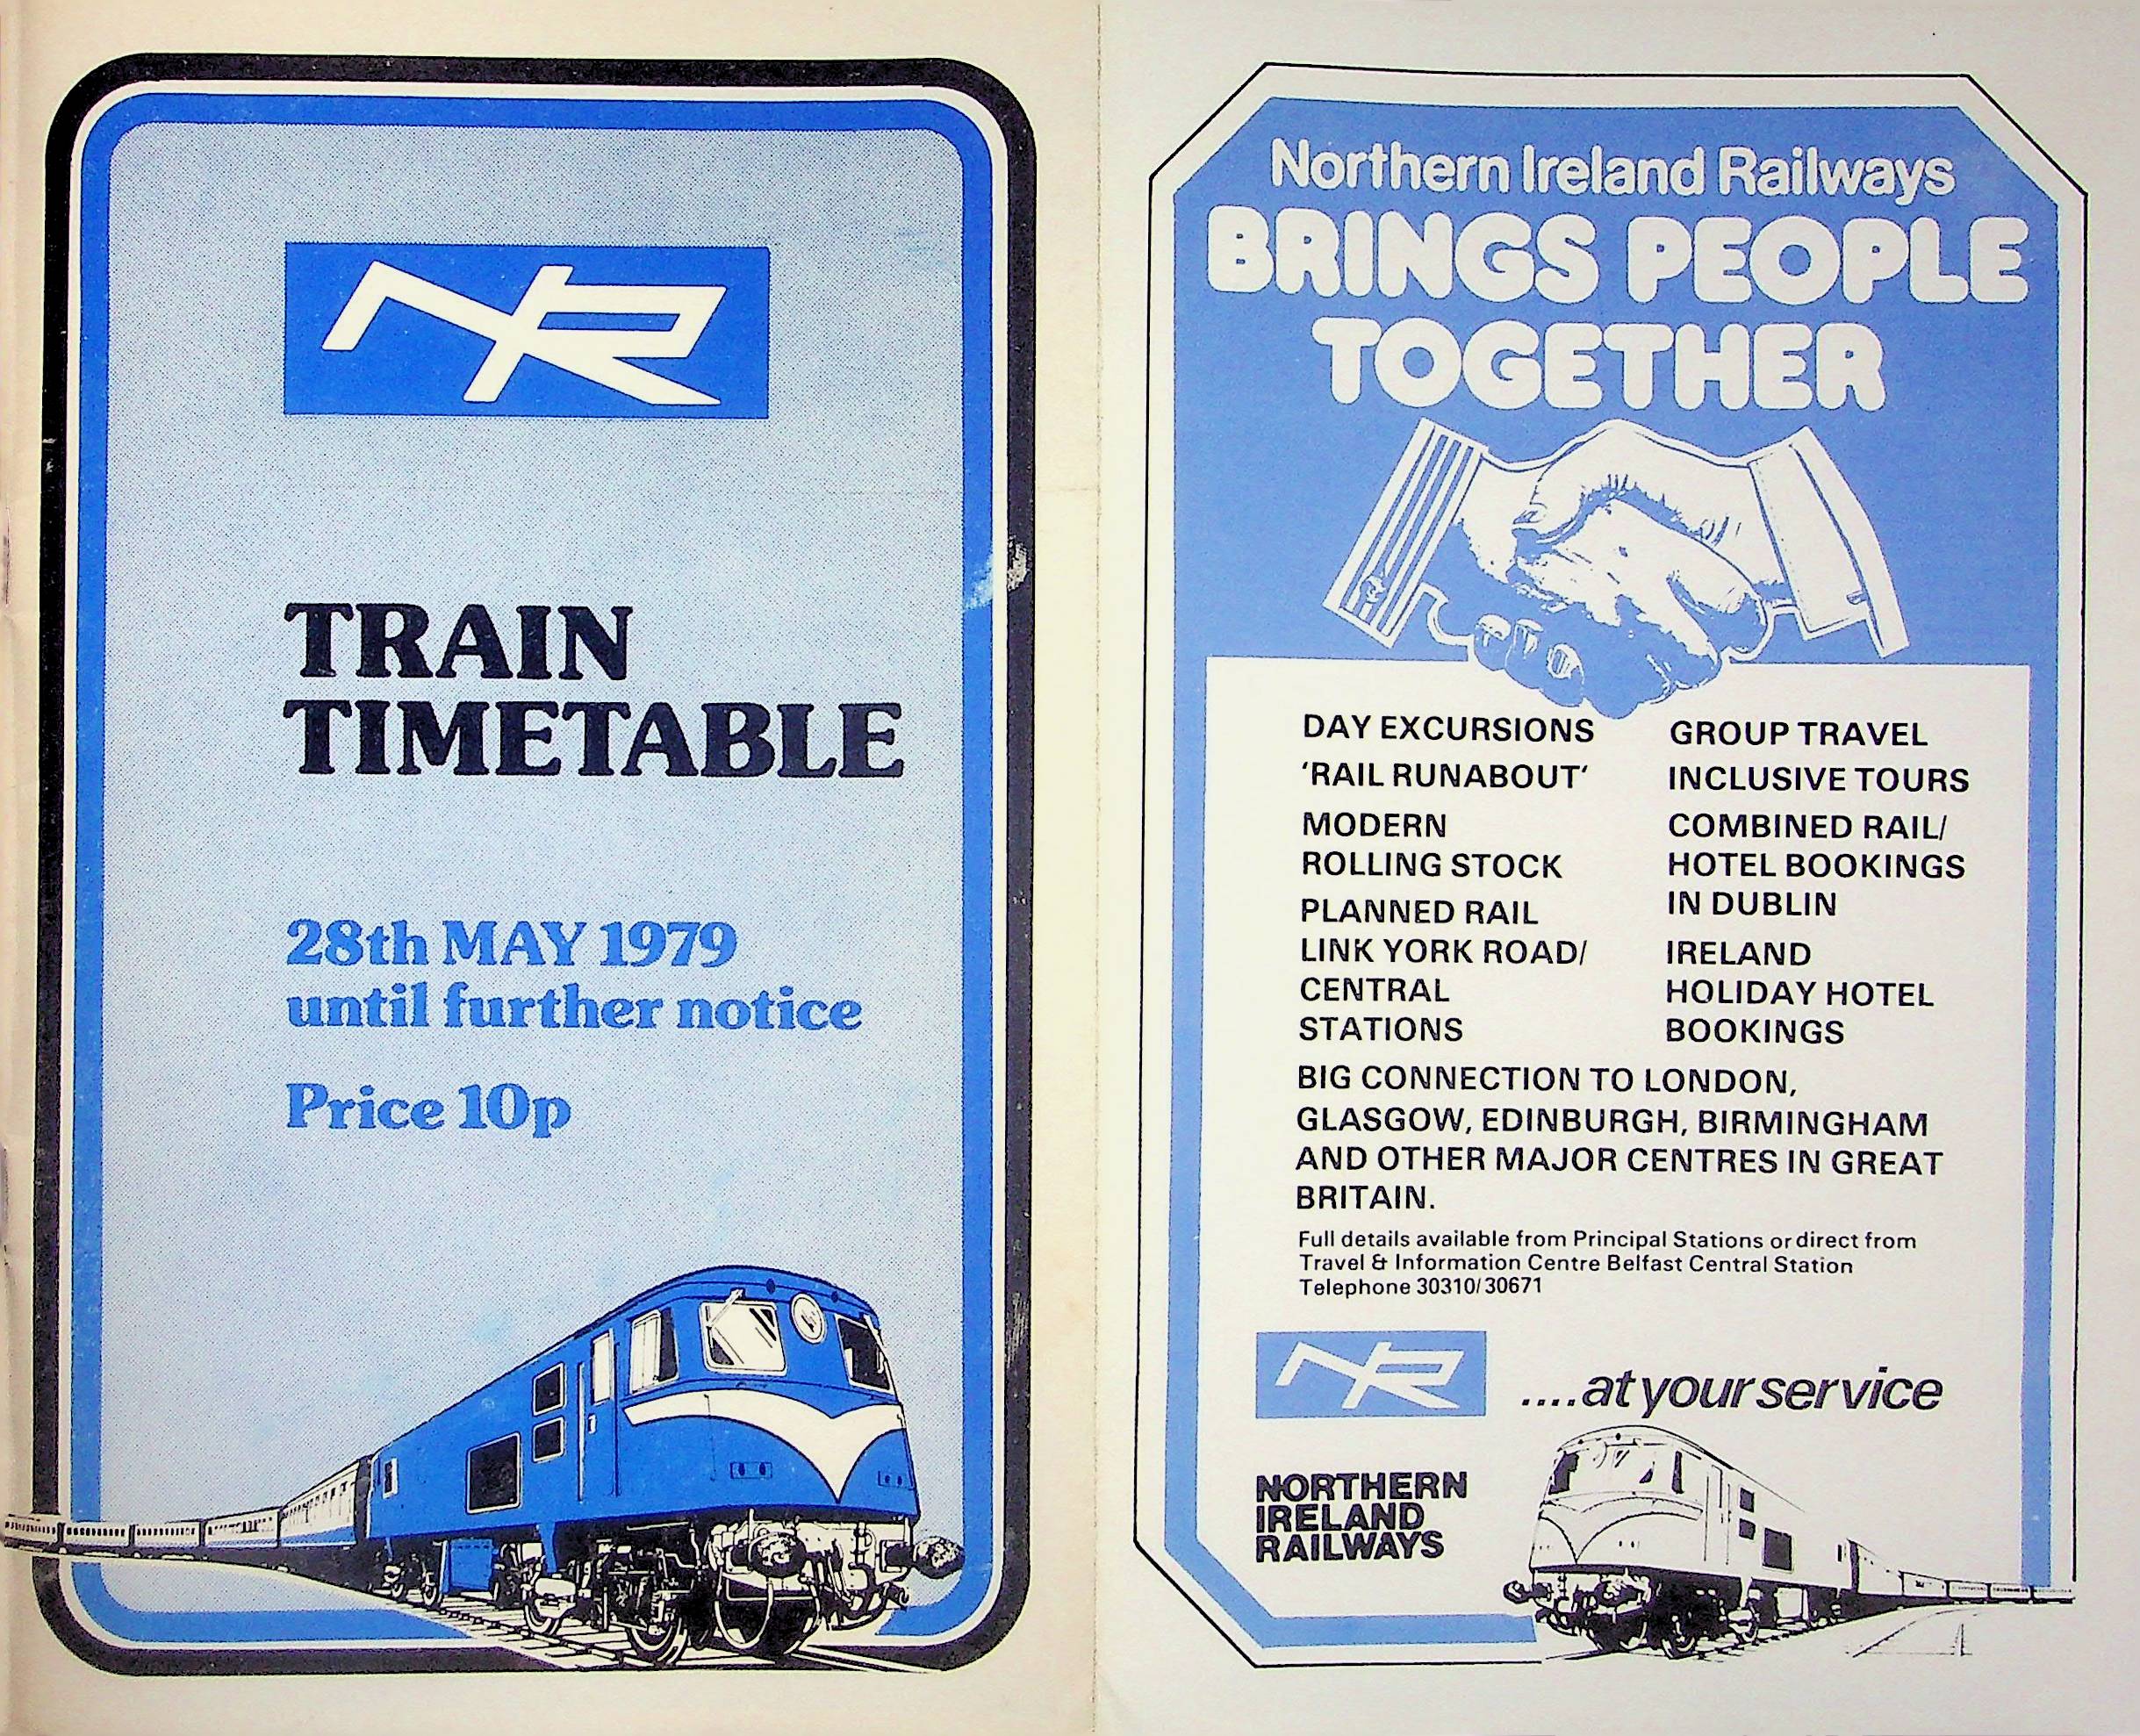 NIR
TRAIN
TIMETABLE
28th MAY 1979
until further notice
Price 10p
Northern Ireland Railways
BRINGS PEOPLE
TOGETHER
DAY EXCURSIONS
'RAIL RUNABOUT'
MODERN
ROLLING STOCK
PLANNED RAIL
LINK YORK ROAD/
CENTRAL
STATIONS
GROUP TRAVEL
INCLUSIVE TOURS
COMBINED RAIL/
HOTEL BOOKINGS
IN DUBLIN
IRELAND
HOLIDAY HOTEL
BOOKINGS
BIG CONNECTION TO LONDON,
GLASGOW, EDINBURGH, BIRMINGHAM
AND OTHER MAJOR CENTRES IN GREAT
BRITAIN.
Full details available from Principal Stations or direct from
Travel & Information Centre Belfast Central Station
Telephone 30310/30671
NIR
....at your service
NORTHERN
IRELAND
RAILWAYS